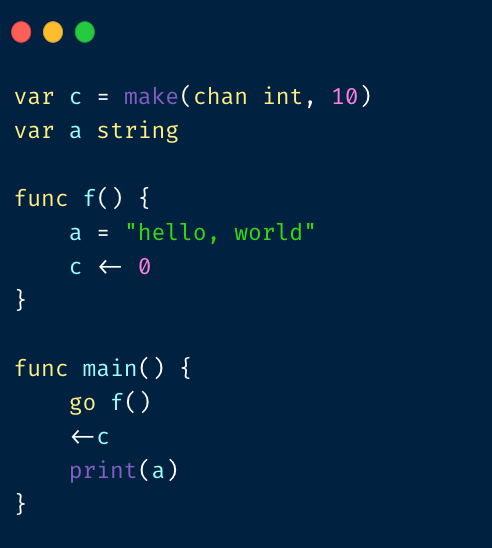 var c = make(chan int, 10)
var a string
func f() {
    a = "hello, world"
    c <- 0
}
func main() {
    go f()
    <-c
    print(a)
}